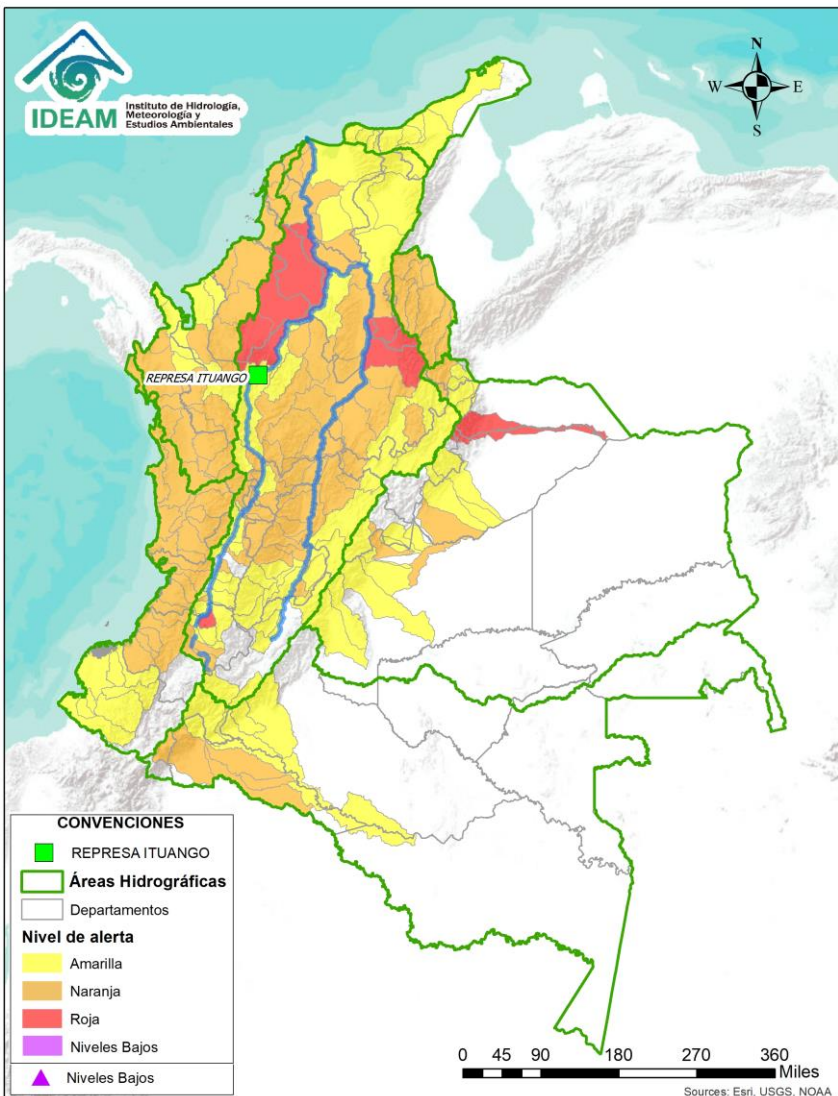 IDEAM
Instituto de Hidrología,
Meteorología y
Estudios Ambientales
N
W
E
S
REPRESA ITUANGO
CONVENCIONES
REPRESA ITUANGO
Áreas Hidrográficas
Departamentos
Nivel de alerta
Amarilla
Naranja
Roja
Niveles Bajos
Niveles Bajos
0 45 90 180 270 360
Miles
Sources: Esri, USGS, NOAA